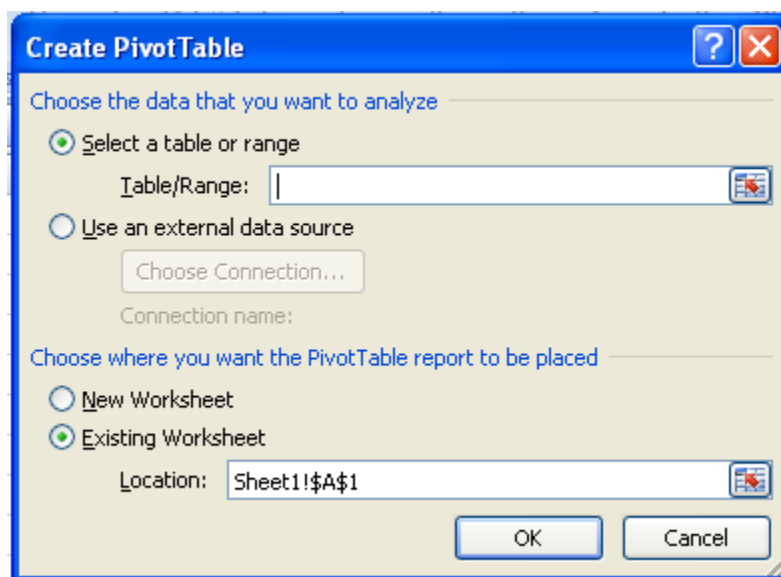 Create PivotTable
Choose the data that you want to analyze
Select a table or range
Table/Range:
Use an external data source
Choose Connection...
Connection name:
Choose where you want the PivotTable report to be placed
New Worksheet
Existing Worksheet
Location: Sheet1!$A$1
OK Cancel